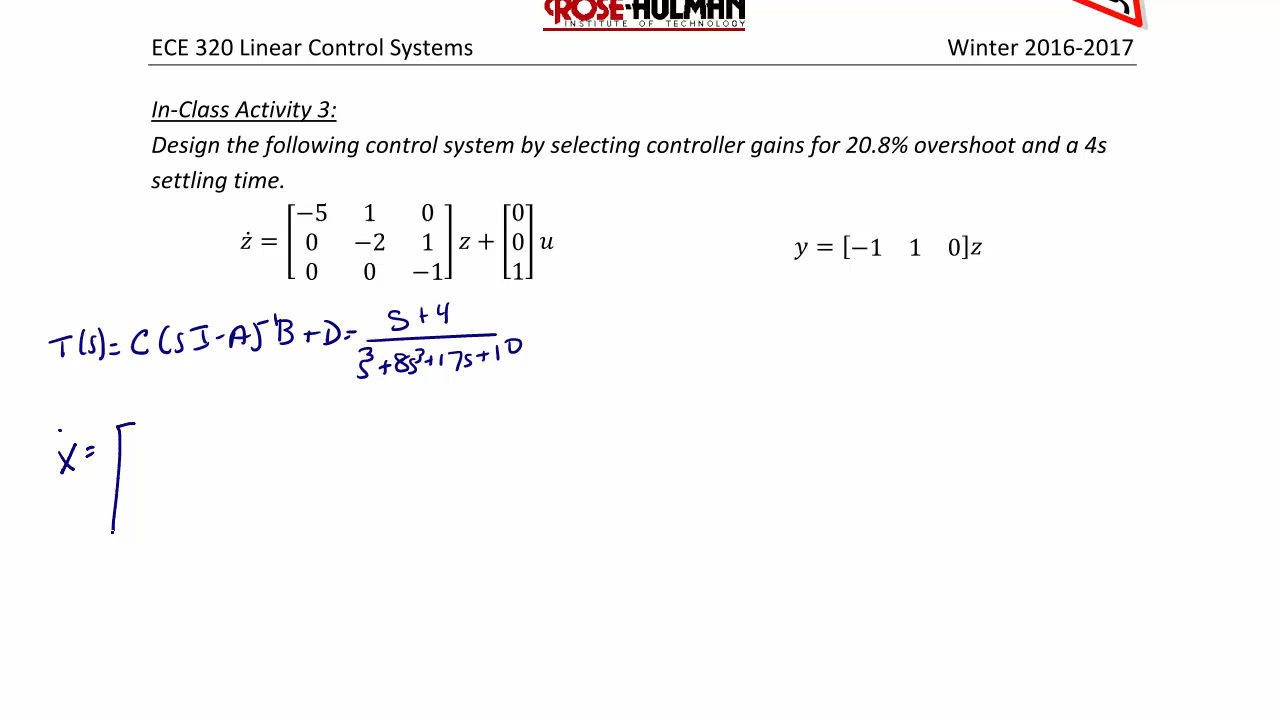 ROSE-HULMAN
INSTITUTE OF TECHNOLOGY
ECE 320 Linear Control Systems Winter 2016-2017
In-Class Activity 3:
Design the following control system by selecting controller gains for 20.8% overshoot and a 4s
settling time.
ż = [−5 1 0; 0 −2 1; 0 0 −1] z + [0; 0; 1] u y = [−1 1 0]z
T(s) = C(sI-A)⁻¹B + D = (s+4)/(s³+8s³+17s+10)
ẋ = [